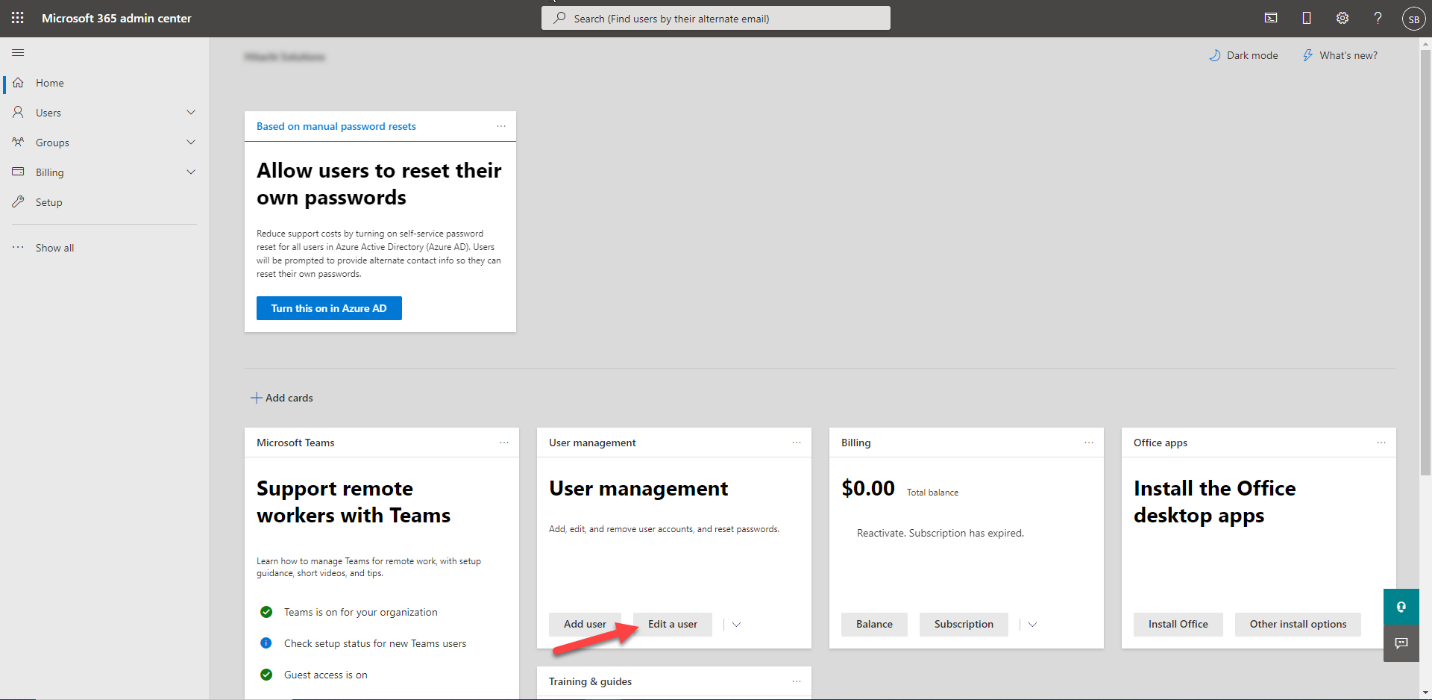 Microsoft 365 admin center
Search (Find users by their alternate email)
SB
Dark mode
What's new?
Home
Users
Groups
Billing
Setup
Show all
Based on manual password resets
Allow users to reset their
own passwords
Reduce support costs by turning on self-service password
reset for all users in Azure Active Directory (Azure AD). Users
will be prompted to provide alternate contact info so they can
reset their own passwords.
Turn this on in Azure AD
Add cards
Microsoft Teams
Support remote
workers with Teams
Learn how to manage Teams for remote work, with setup
guidance, short videos, and tips.
Teams is on for your organization
Check setup status for new Teams users
Guest access is on
User management
User management
Add, edit, and remove user accounts, and reset passwords.
Add user
Edit a user
Training & guides
Billing
$0.00 Total balance
Reactivate. Subscription has expired.
Balance
Subscription
Office apps
Install the Office
desktop apps
Install Office
Other install options